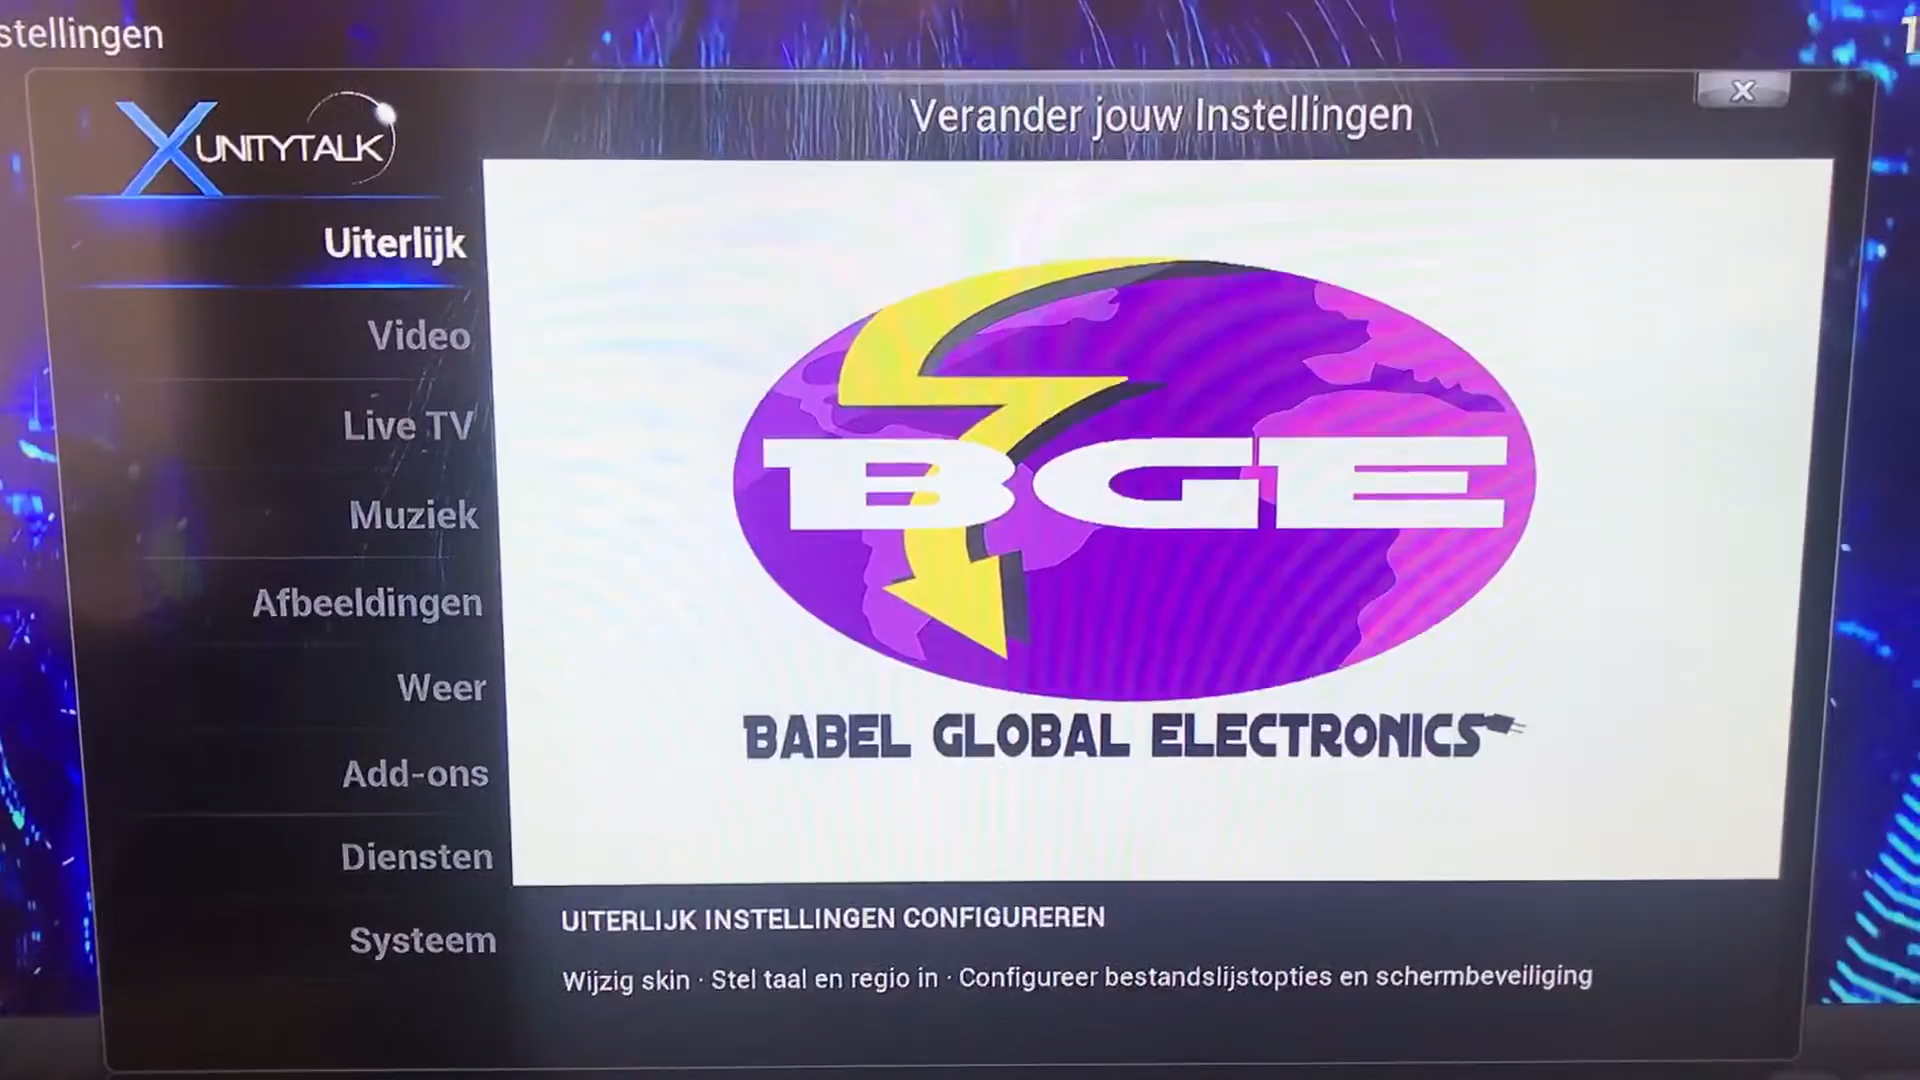 stellingen
1
XUNITYTALK
Verander jouw Instellingen
x
Uiterlijk
Video
Live TV
Muziek
Afbeeldingen
Weer
Add-ons
Diensten
Systeem
BGE
BABEL GLOBAL ELECTRONICS
UITERLIJK INSTELLINGEN CONFIGUREREN
Wijzig skin · Stel taal en regio in · Configureer bestandslijstopties en schermbeveiliging